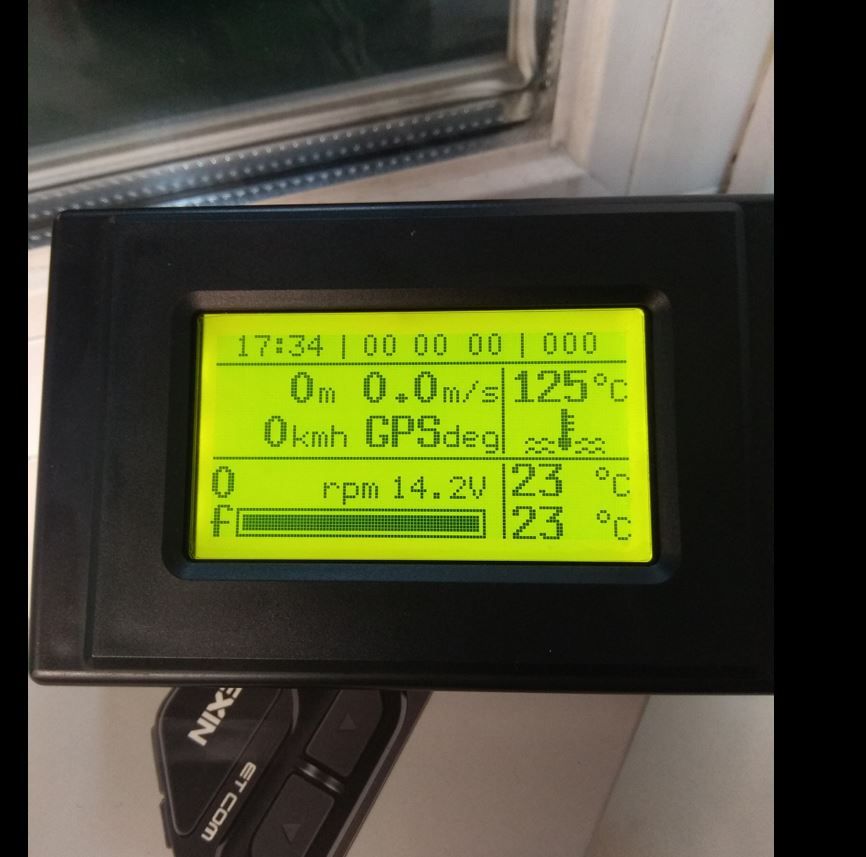 17:34 | 00 00 00 | 000
0m 0.0m/s 125°C
0kmh GPSdeg
0 rpm 14.2V 23 °C
f 23 °C
EXIN
ET COM